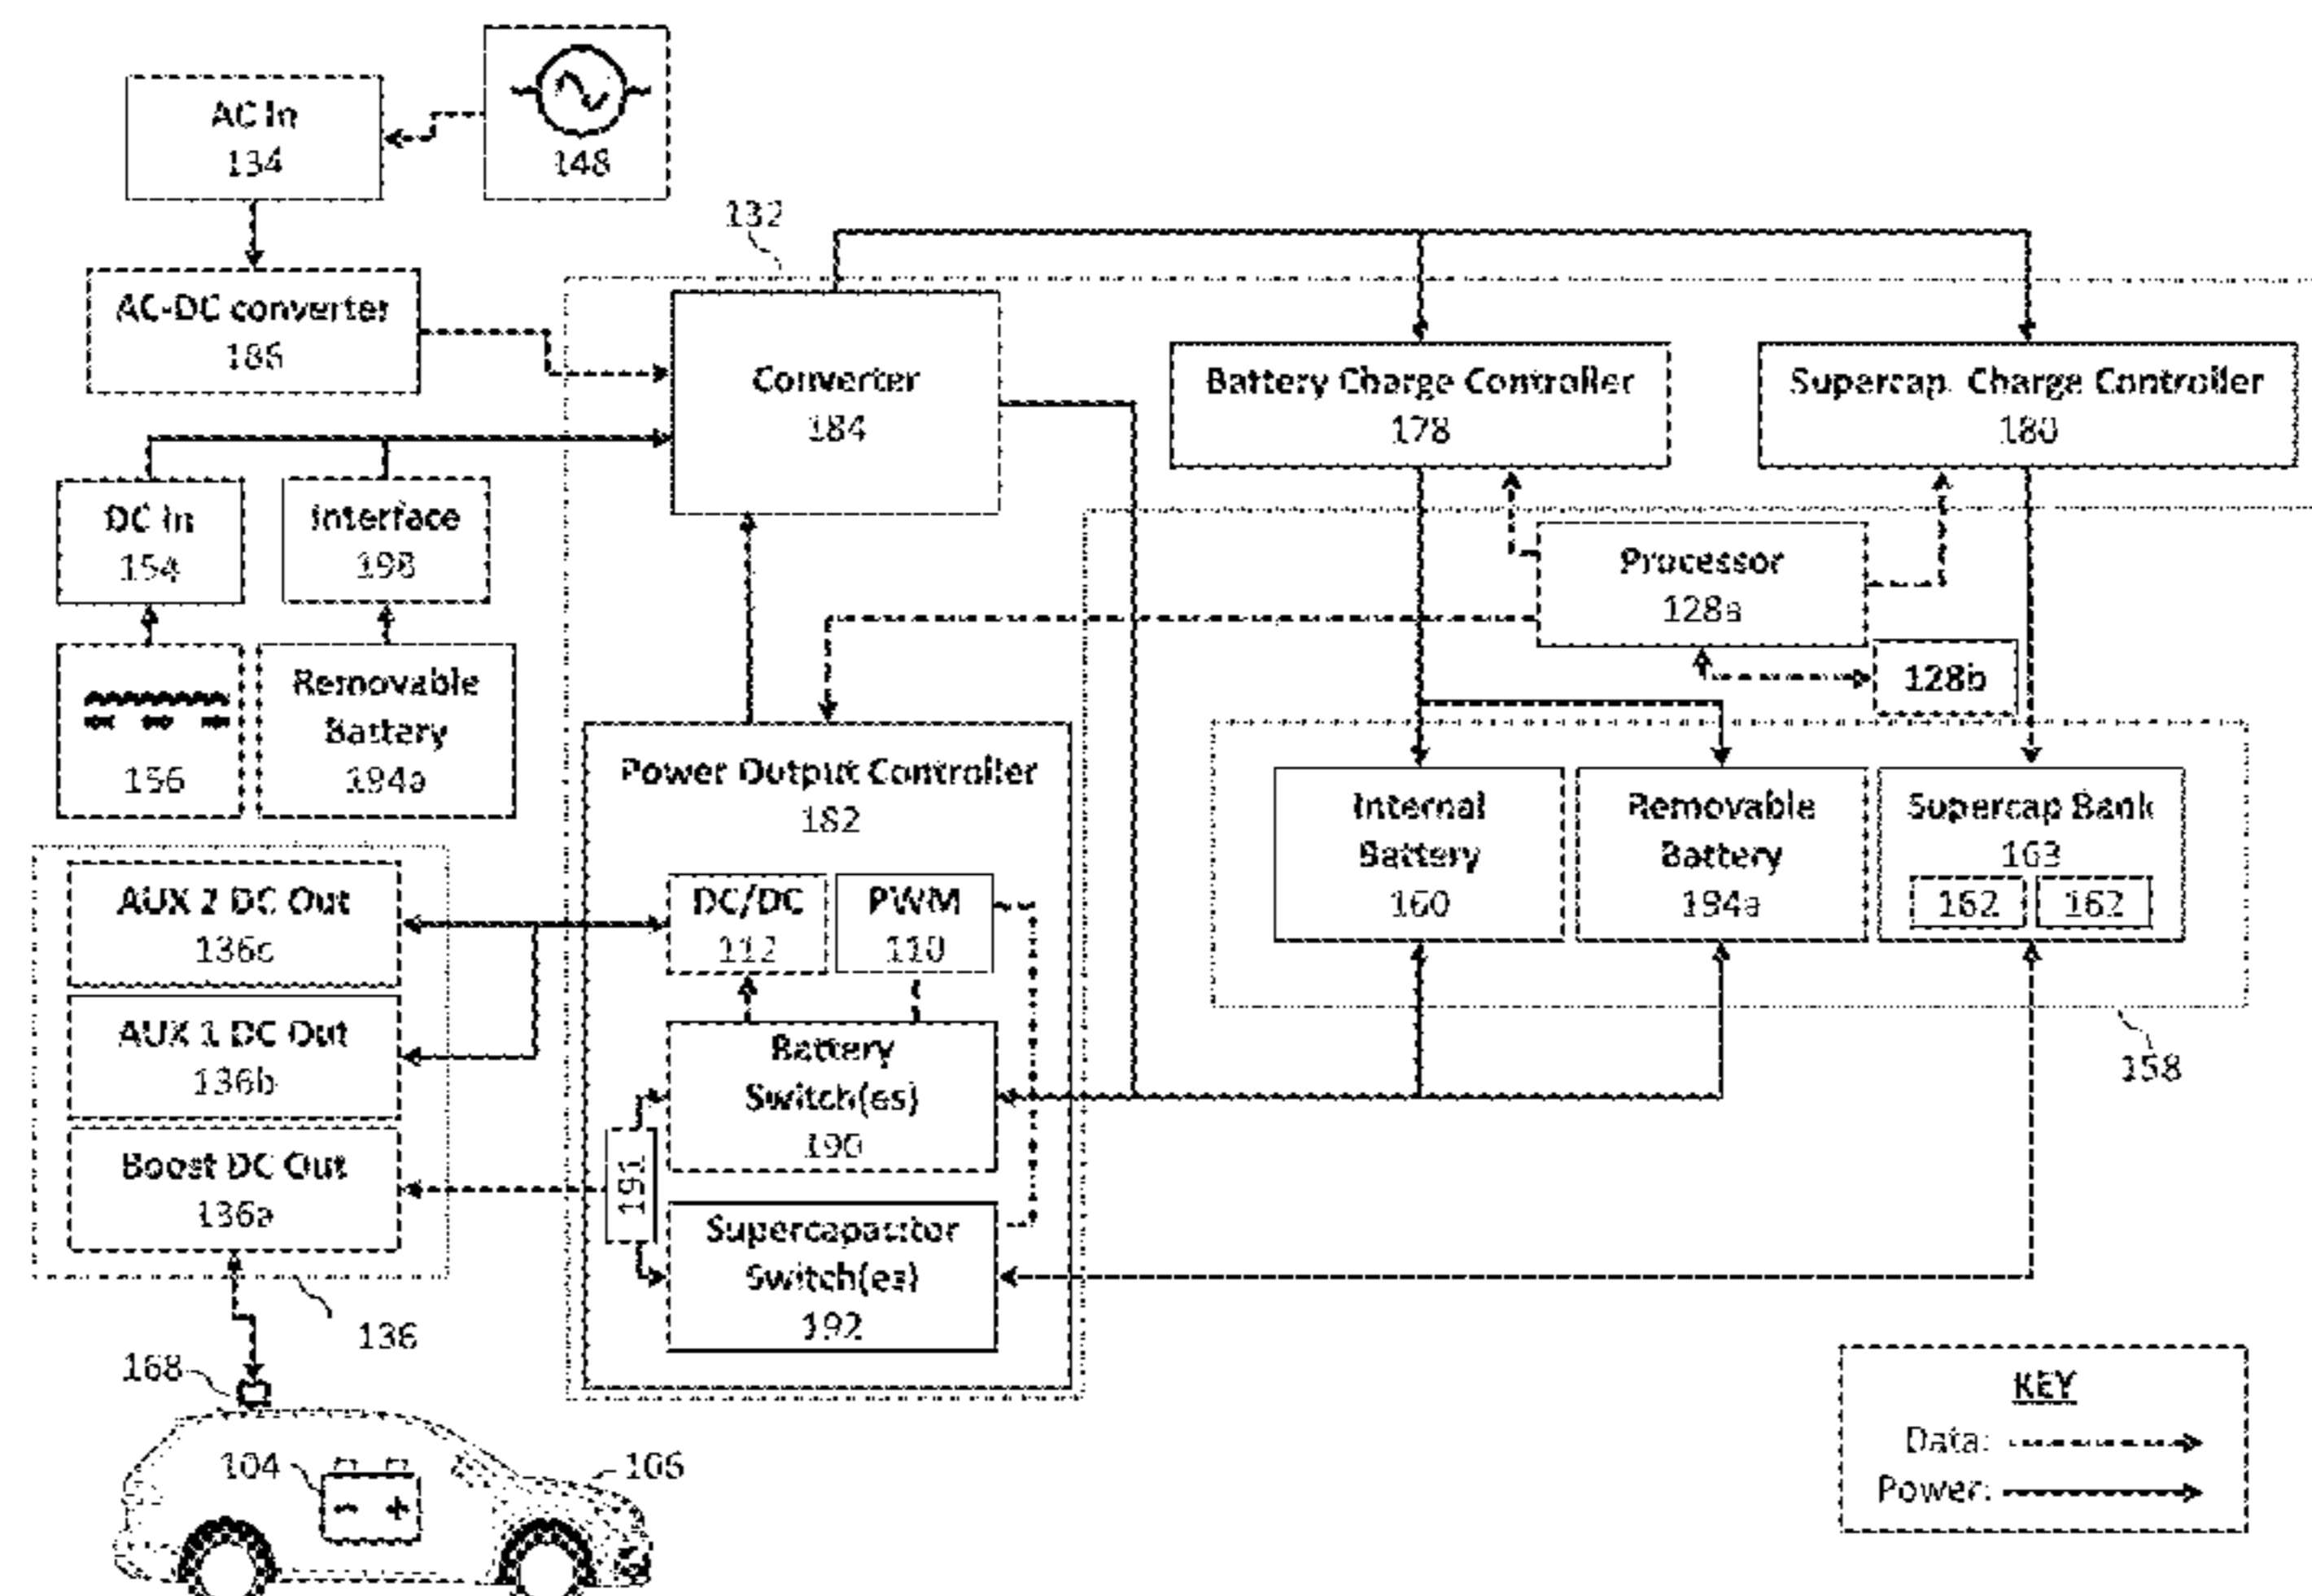 AC In
134
148
132
AC-DC converter
186
Converter
184
Battery Charge Controller
178
Supercap. Charge Controller
180
DC In
154
Interface
198
Processor
128a
128b
156
Removable
Battery
194a
Power Output Controller
182
Internal
Battery
160
Removable
Battery
194a
Supercap Bank
163
162
162
AUX 2 DC Out
136c
DC/DC
112
PWM
110
AUX 1 DC Out
136b
Battery
Switch(es)
190
158
Boost DC Out
136a
191
Supercapacitor
Switch(es)
192
136
168
104
106
KEY
Data:
Power: